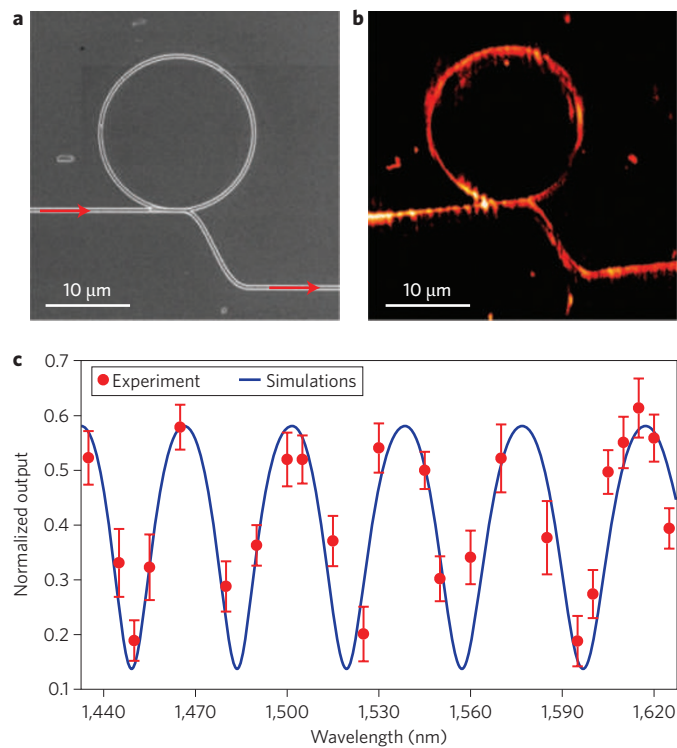 a
b
10 µm
10 µm
c
0.7
Experiment
Simulations
0.6
0.5
0.4
0.3
0.2
0.1
Normalized output
1,440
1,470
1,500
1,530
1,560
1,590
1,620
Wavelength (nm)